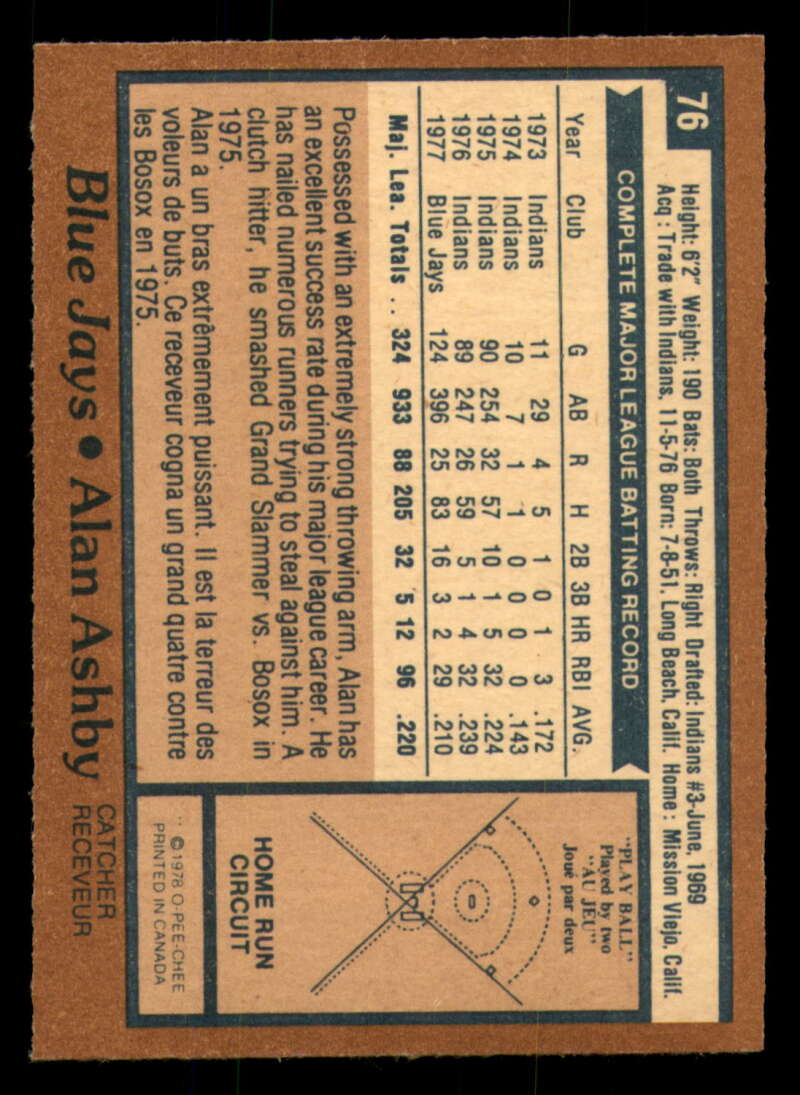 76
Height: 6'2" Weight: 190 Bats: Both Throws: Right Drafted: Indians #3-June, 1969
Acq : Trade with Indians, 11-5-76 Born: 7-8-51, Long Beach, Calif. Home : Mission Viejo, Calif.
COMPLETE MAJOR LEAGUE BATTING RECORD
Year Club G AB R H 2B 3B HR RBI AVG.
1973 Indians 11 29 4 5 1 0 1 3 .172
1974 Indians 10 7 1 1 0 0 0 0 .143
1975 Indians 90 254 32 57 10 1 5 32 .224
1976 Indians 89 247 26 59 5 1 4 32 .239
1977 Blue Jays 124 396 25 83 16 3 2 29 .210
Maj. Lea. Totals .. 324 933 88 205 32 5 12 96 .220
Possessed with an extremely strong throwing arm, Alan has
an excellent success rate during his major league career. He
has nailed numerous runners trying to steal against him. A
clutch hitter, he smashed Grand Slammer vs. Bosox in
1975.
Alan a un bras extrêmement puissant. Il est la terreur des
voleurs de buts. Ce receveur cogna un grand quatre contre
les Bosox en 1975.
"PLAY BALL"
Played by two
"AU JEU"
Joué par deux
HOME RUN
CIRCUIT
©1978 O-PEE-CHEE
PRINTED IN CANADA
Blue Jays • Alan Ashby CATCHER
RECEVEUR